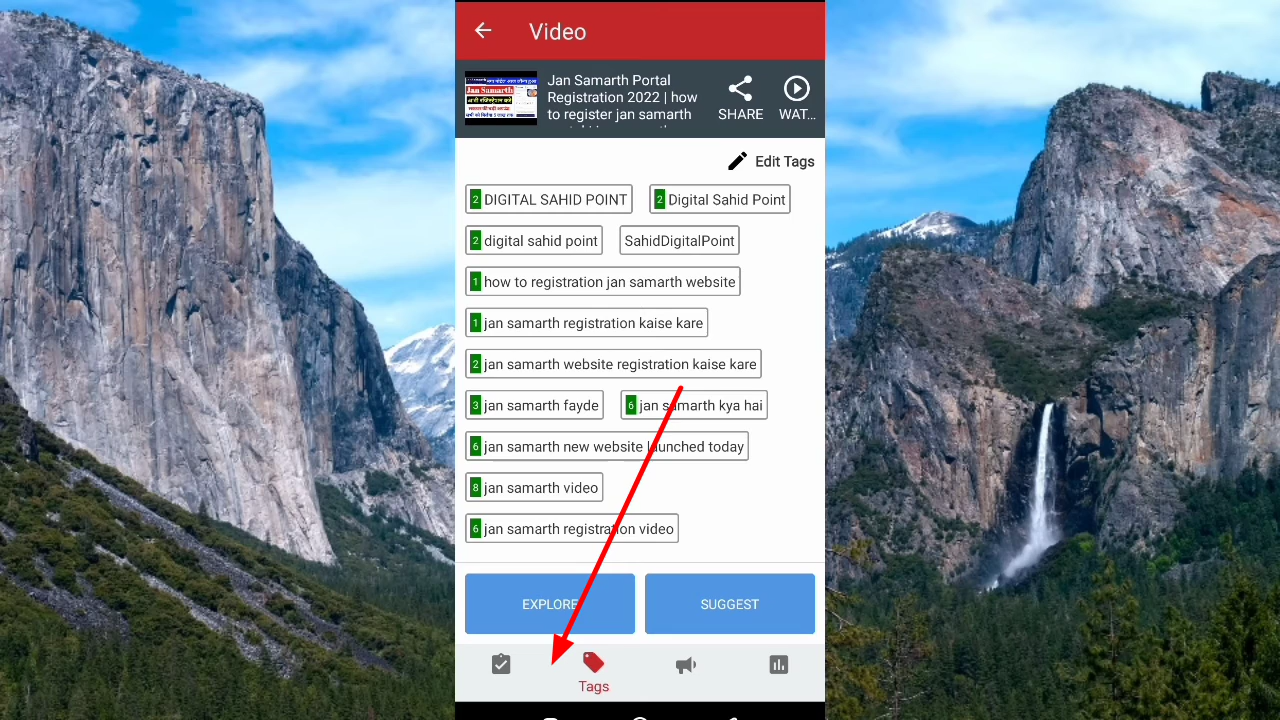 Video
Jan Samarth Portal
Registration 2022 | how
to register jan samarth
SHARE
WAT...
Jan Samarth
Edit Tags
2 DIGITAL SAHID POINT
2 Digital Sahid Point
2 digital sahid point
SahidDigitalPoint
1 how to registration jan samarth website
1 jan samarth registration kaise kare
2 jan samarth website registration kaise kare
3 jan samarth fayde
6 jan samarth kya hai
6 jan samarth new website launched today
8 jan samarth video
6 jan samarth registration video
EXPLORE
SUGGEST
Tags